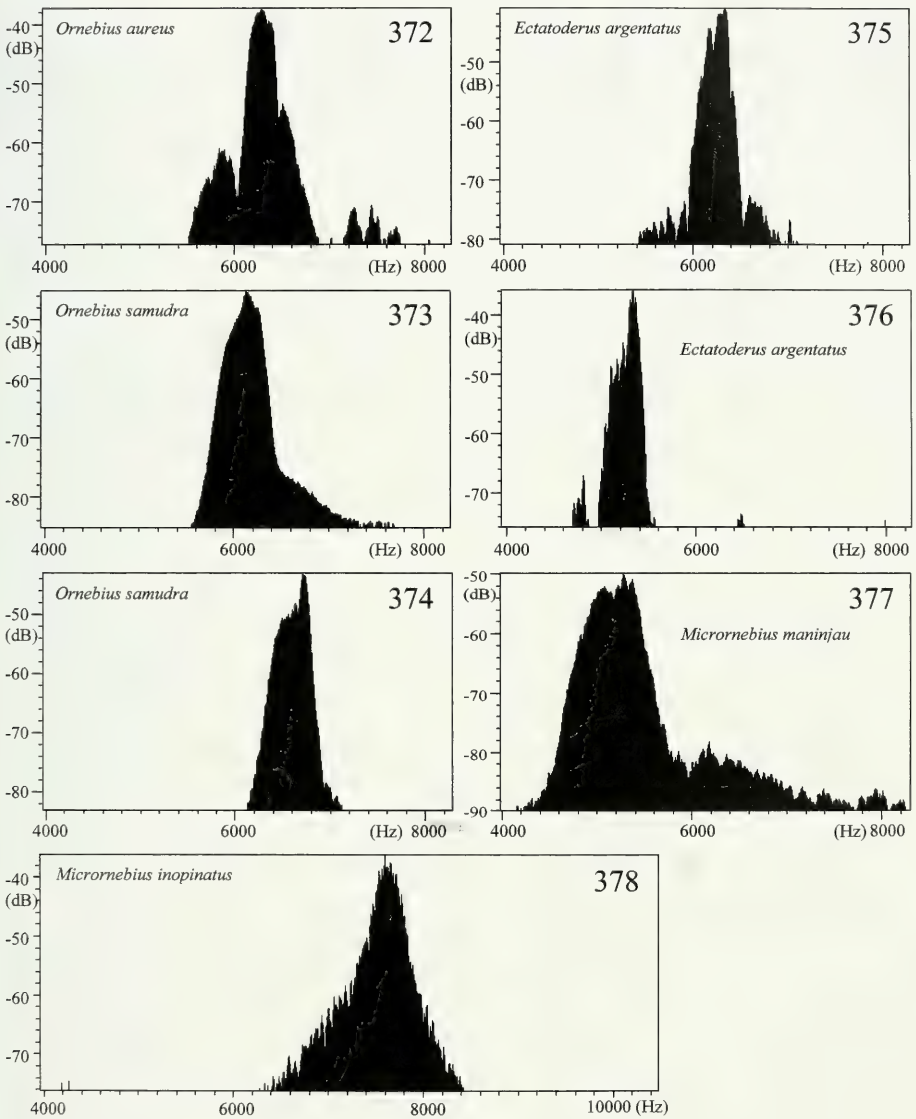 Ornebius aureus
372
-40
(dB)
-50
-60
-70
4000 6000 (Hz) 8000
Ectatoderus argentatus
375
-50
(dB)
-60
-70
-80
4000 6000 (Hz) 8000
Ornebius samudra
373
-50
(dB)
-60
-70
-80
4000 6000 (Hz) 8000
Ectatoderus argentatus
376
-40
(dB)
-50
-60
-70
4000 6000 (Hz) 8000
Ornebius samudra
374
-50
(dB)
-60
-70
-80
4000 6000 (Hz) 8000
Micrornebius maninjau
377
-50
(dB)
-60
-70
-80
-90
4000 6000 (Hz) 8000
Micrornebius inopinatus
378
-40
(dB)
-50
-60
-70
4000 6000 8000 10000 (Hz)